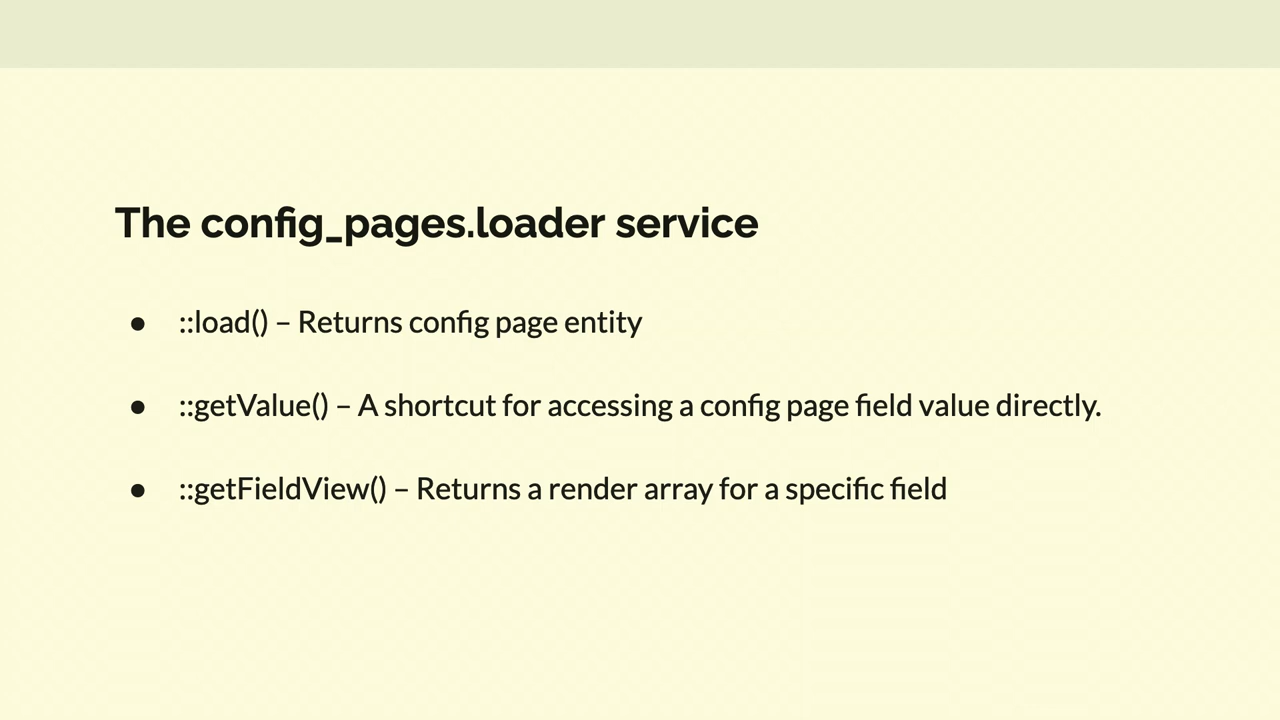 The config_pages.loader service
● ::load() – Returns config page entity
● ::getValue() – A shortcut for accessing a config page field value directly.
● ::getFieldView() – Returns a render array for a specific field